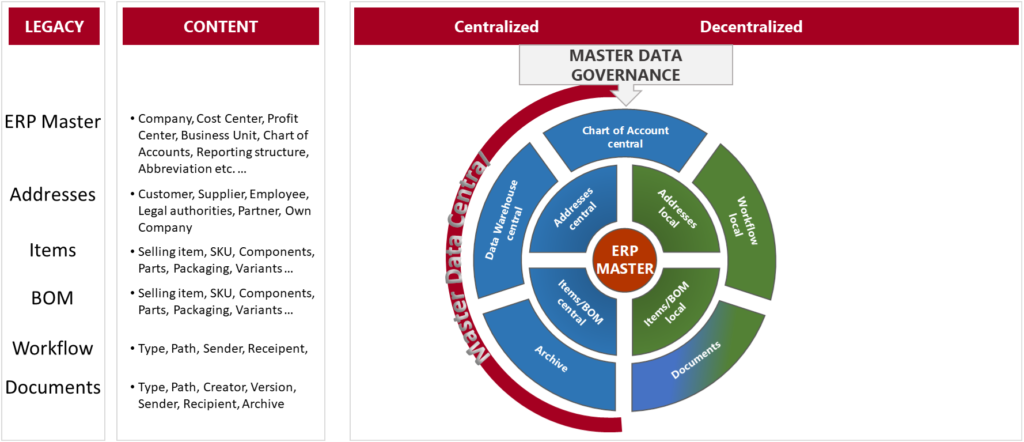 LEGACY
CONTENT
Centralized
Decentralized
ERP Master
• Company, Cost Center, Profit
Center, Business Unit, Chart of
Accounts, Reporting structure,
Abbreviation etc. ...
Addresses
• Customer, Supplier, Employee,
Legal authorities, Partner, Own
Company
Items
• Selling item, SKU, Components,
Parts, Packaging, Variants ...
BOM
• Selling item, SKU, Components,
Parts, Packaging, Variants ...
Workflow
• Type, Path, Sender, Receipent,
Documents
• Type, Path, Creator, Version,
Sender, Recipient, Archive
MASTER DATA
GOVERNANCE
Master Data Central
Chart of Account
central
Data Warehouse
central
Workflow
local
Addresses
central
Addresses
local
ERP
MASTER
Items/BOM
central
Items/BOM
local
Archive
Documents